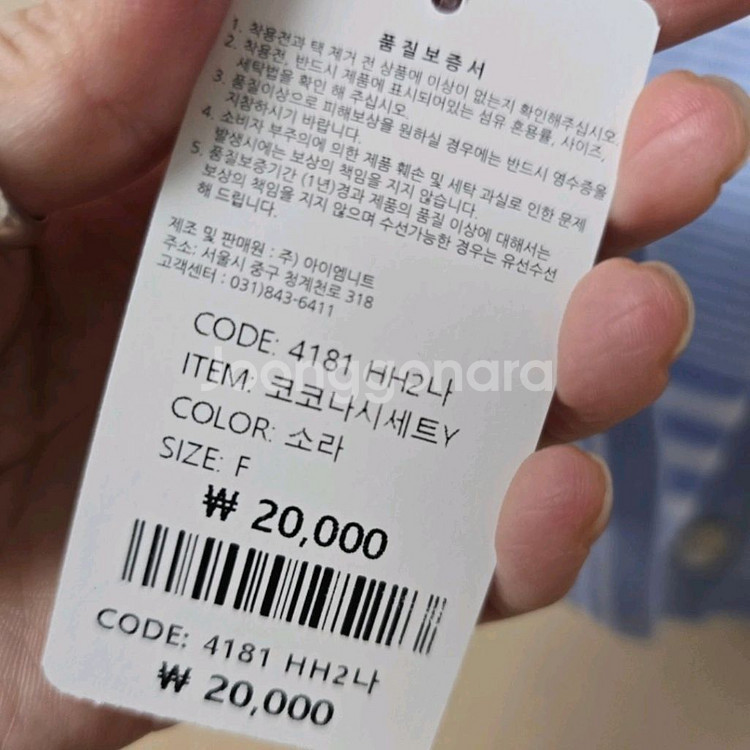 품질보증서
1. 착용전과 택 제거 전 상품에 이상이 없는지 확인해주십시오.
2. 착용전, 반드시 제품에 표시되어있는 섬유 혼용률, 사이즈,
세탁법을 확인 해 주십시오.
3. 품질이상으로 피해보상을 원하실 경우에는 반드시 영수증을
지참하시기 바랍니다.
4. 소비자 부주의에 의한 제품 훼손 및 세탁 과실로 인한 문제
발생시에는 보상의 책임을 지지 않습니다.
5. 품질보증기간 (1년)경과 제품의 품질 이상에 대해서는
보상의 책임을 지지 않으며 수선가능한 경우는 유선수선
해 드립니다.
제조 및 판매원 : 주) 아이엠니트
주소: 서울시 중구 청계천로 318
고객센터 : 031)843-6411
CODE: 4181 HH2나
ITEM: 코코나시세트Y
COLOR: 소라
SIZE: F
₩ 20,000
CODE: 4181 HH2나
₩ 20,000
Joonggonara